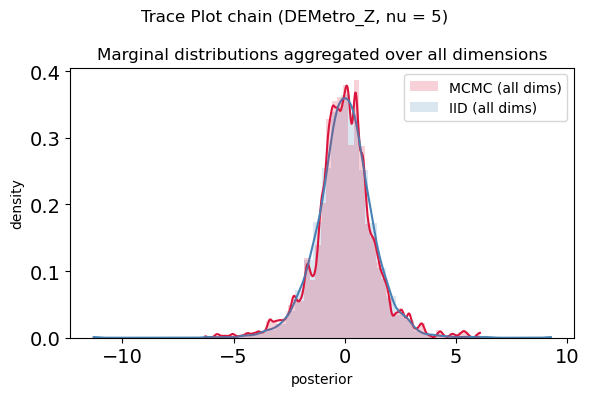 Trace Plot chain (DEMetro_Z, nu = 5)
Marginal distributions aggregated over all dimensions
MCMC (all dims)
IID (all dims)
density
0.4
0.3
0.2
0.1
0.0
−10
−5
0
5
10
posterior